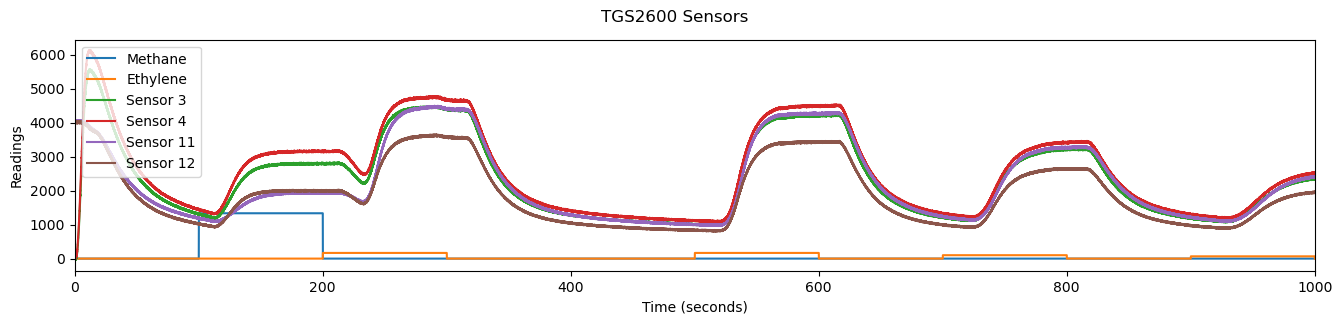 TGS2600 Sensors
Readings
6000
5000
4000
3000
2000
1000
0
Methane
Ethylene
Sensor 3
Sensor 4
Sensor 11
Sensor 12
0 200 400 600 800 1000
Time (seconds)